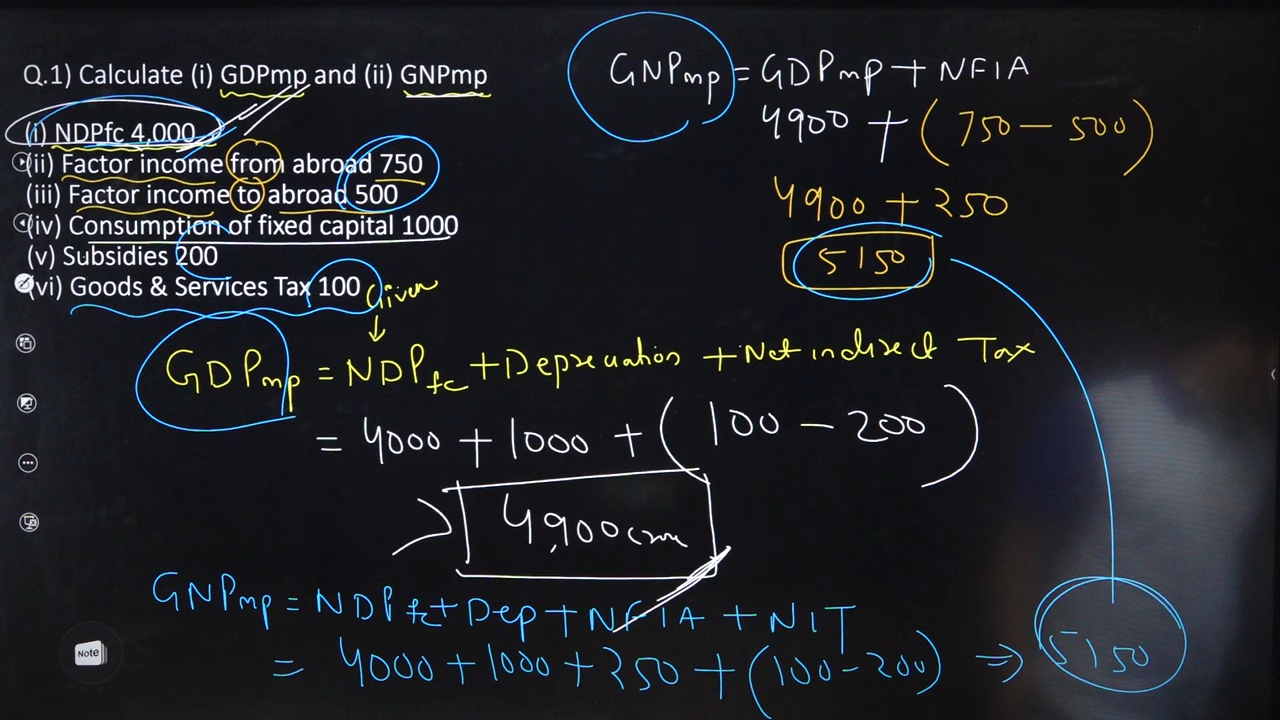 Q.1) Calculate (i) GDPmp and (ii) GNPmp
(i) NDPfc 4,000
(ii) Factor income from abroad 750
(iii) Factor income to abroad 500
(iv) Consumption of fixed capital 1000
(v) Subsidies 200
(vi) Goods & Services Tax 100
GNPmp = GDPmp + NFIA
4900 + (750 - 500)
4900 + 250
5150
Given
↓
GDPmp = NDPfc + Depreciation + Net indirect Tax
= 4000 + 1000 + (100 - 200)
4,900 crore
GNPmp = NDPfc + Dep + NFIA + NIT
= 4000 + 1000 + 250 + (100 - 200) ⇒ 5150
Note